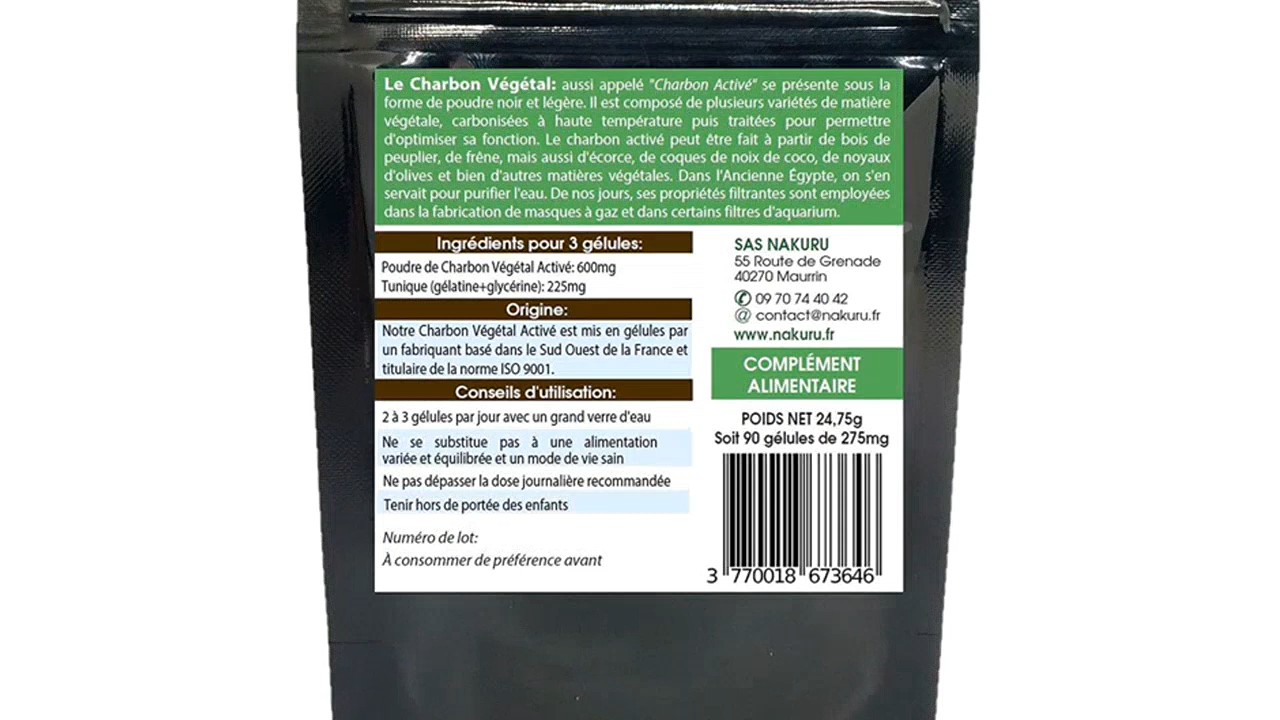 Le Charbon Végétal: aussi appelé "Charbon Activé" se présente sous la
forme de poudre noir et légère. Il est composé de plusieurs variétés de matière
végétale, carbonisées à haute température puis traitées pour permettre
d'optimiser sa fonction. Le charbon activé peut être fait à partir de bois de
peuplier, de frêne, mais aussi d'écorce, de coques de noix de coco, de noyaux
d'olives et bien d'autres matières végétales. Dans l'Ancienne Égypte, on s'en
servait pour purifier l'eau. De nos jours, ses propriétés filtrantes sont employées
dans la fabrication de masques à gaz et dans certains filtres d'aquarium.
Ingrédients pour 3 gélules:
Poudre de Charbon Végétal Activé: 600mg
Tunique (gélatine+glycérine): 225mg
Origine:
Notre Charbon Végétal Activé est mis en gélules par
un fabriquant basé dans le Sud Ouest de la France et
titulaire de la norme ISO 9001.
Conseils d'utilisation:
2 à 3 gélules par jour avec un grand verre d'eau
Ne se substitue pas à une alimentation
variée et équilibrée et un mode de vie sain
Ne pas dépasser la dose journalière recommandée
Tenir hors de portée des enfants
Numéro de lot:
À consommer de préférence avant
SAS NAKURU
55 Route de Grenade
40270 Maurrin
09 70 74 40 42
@ contact@nakuru.fr
www.nakuru.fr
COMPLÉMENT
ALIMENTAIRE
POIDS NET 24,75g
Soit 90 gélules de 275mg
3 770018 673646